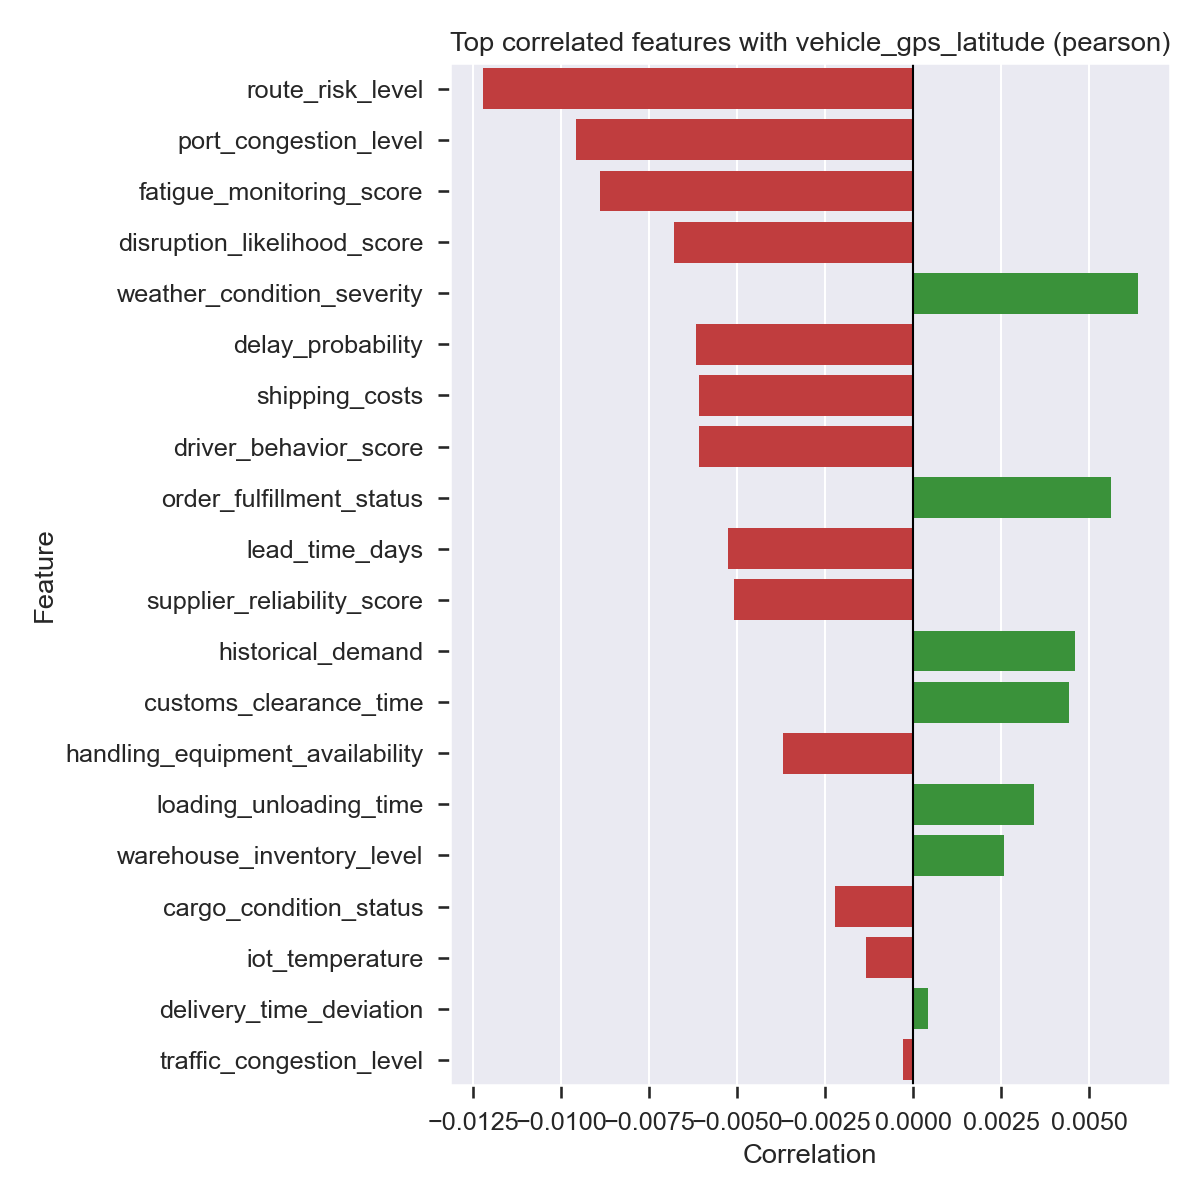 Top correlated features with vehicle_gps_latitude (pearson)
route_risk_level
port_congestion_level
fatigue_monitoring_score
disruption_likelihood_score
weather_condition_severity
delay_probability
shipping_costs
driver_behavior_score
order_fulfillment_status
lead_time_days
supplier_reliability_score
historical_demand
customs_clearance_time
handling_equipment_availability
loading_unloading_time
warehouse_inventory_level
cargo_condition_status
iot_temperature
delivery_time_deviation
traffic_congestion_level
Feature
−0.0125 −0.0100 −0.0075 −0.0050 −0.0025 0.0000 0.0025 0.0050
Correlation